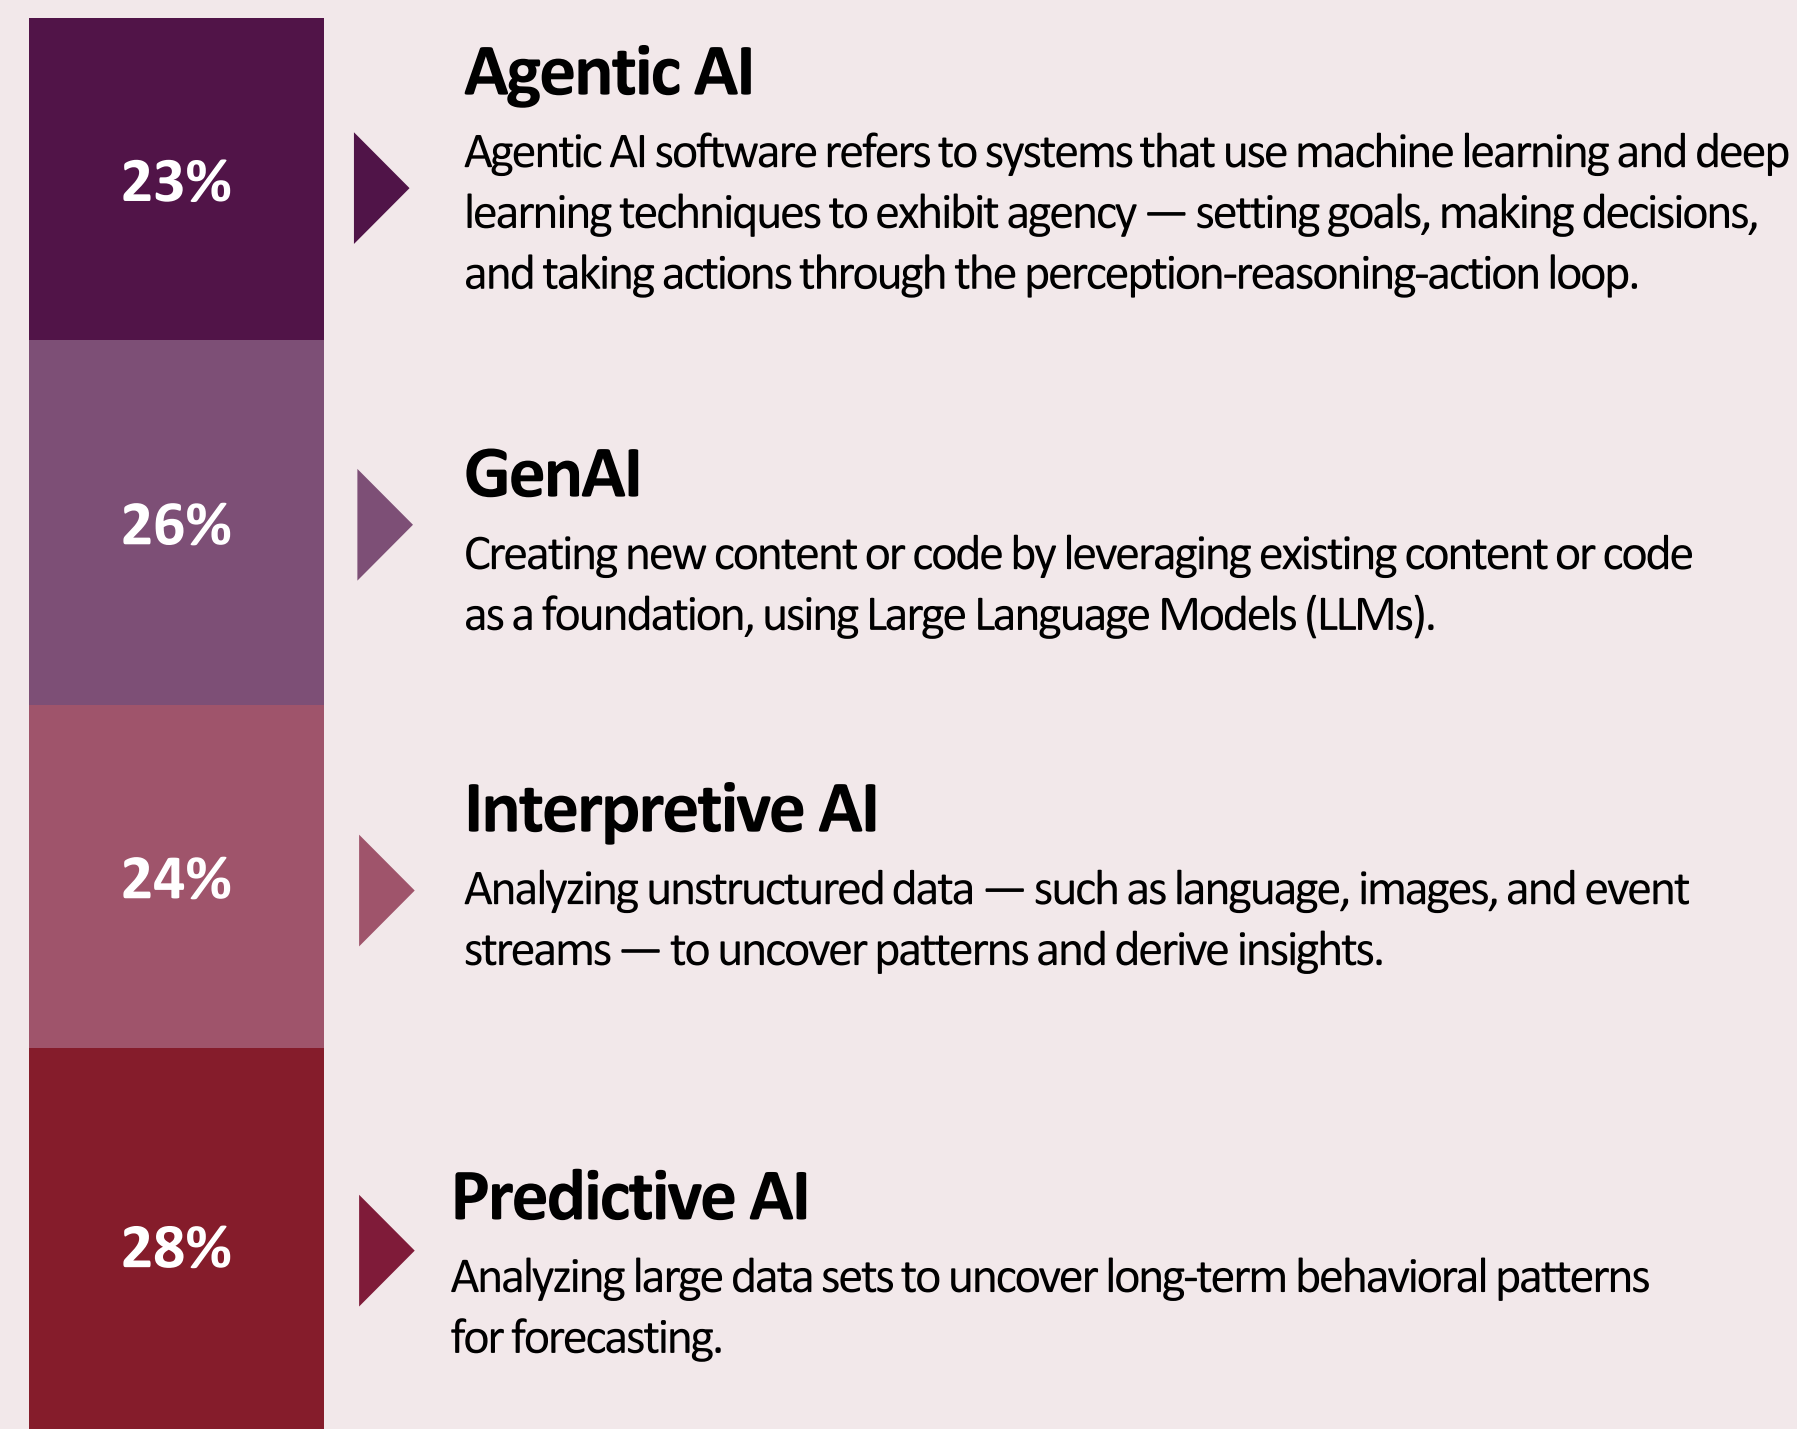 23%
Agentic AI
Agentic AI software refers to systems that use machine learning and deep
learning techniques to exhibit agency — setting goals, making decisions,
and taking actions through the perception-reasoning-action loop.
26%
GenAI
Creating new content or code by leveraging existing content or code
as a foundation, using Large Language Models (LLMs).
24%
Interpretive AI
Analyzing unstructured data — such as language, images, and event
streams — to uncover patterns and derive insights.
28%
Predictive AI
Analyzing large data sets to uncover long-term behavioral patterns
for forecasting.